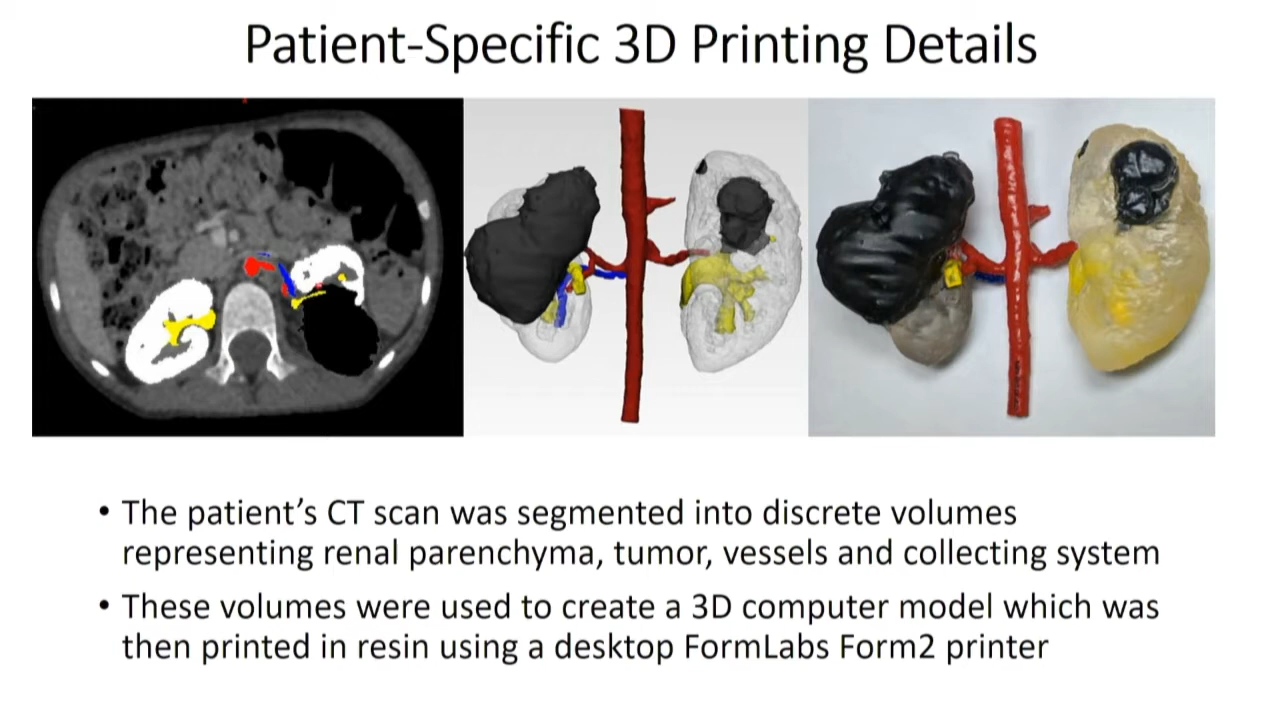 Patient-Specific 3D Printing Details
• The patient’s CT scan was segmented into discrete volumes
representing renal parenchyma, tumor, vessels and collecting system
• These volumes were used to create a 3D computer model which was
then printed in resin using a desktop FormLabs Form2 printer